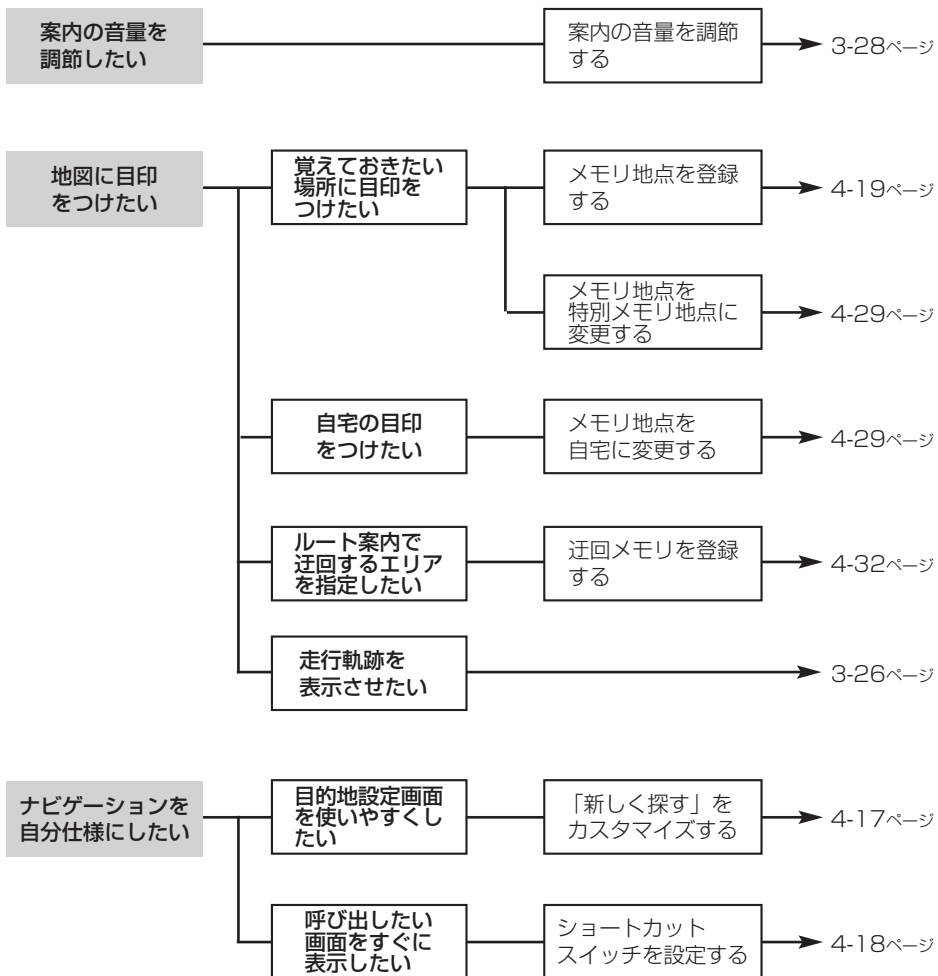 案内の音量を
調節したい
案内の音量を調節
する
3-28ページ
地図に目印
をつけたい
覚えておきたい
場所に目印を
つけたい
メモリ地点を登録
する
4-19ページ
メモリ地点を
特別メモリ地点に
変更する
4-29ページ
自宅の目印
をつけたい
メモリ地点を
自宅に変更する
4-29ページ
ルート案内で
迂回するエリア
を指定したい
迂回メモリを登録
する
4-32ページ
走行軌跡を
表示させたい
3-26ページ
ナビゲーションを
自分仕様にしたい
目的地設定画面
を使いやすくし
たい
「新しく探す」を
カスタマイズする
4-17ページ
呼び出したい
画面をすぐに
表示したい
ショートカット
スイッチを設定する
4-18ページ